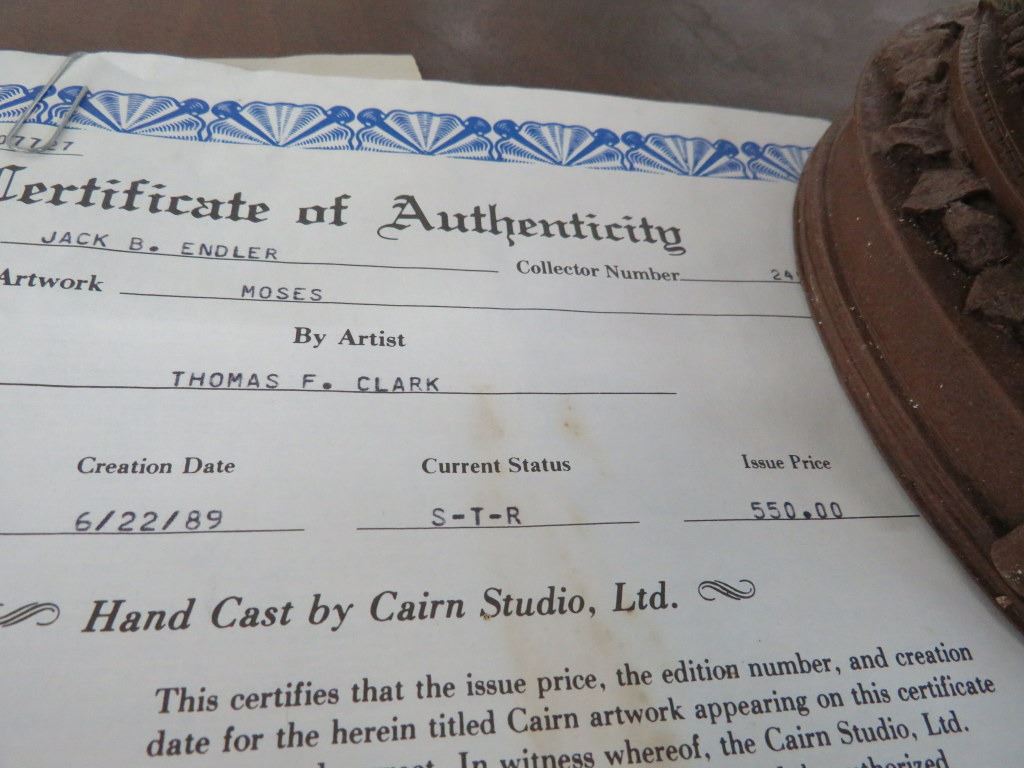 Certificate of Authenticity
JACK B. ENDLER
Collector Number
Artwork MOSES
By Artist
THOMAS F. CLARK
Creation Date Current Status Issue Price
6/22/89 S-T-R 550.00
Hand Cast by Cairn Studio, Ltd.
This certifies that the issue price, the edition number, and creation
date for the herein titled Cairn artwork appearing on this certificate
In witness whereof, the Cairn Studio, Ltd.